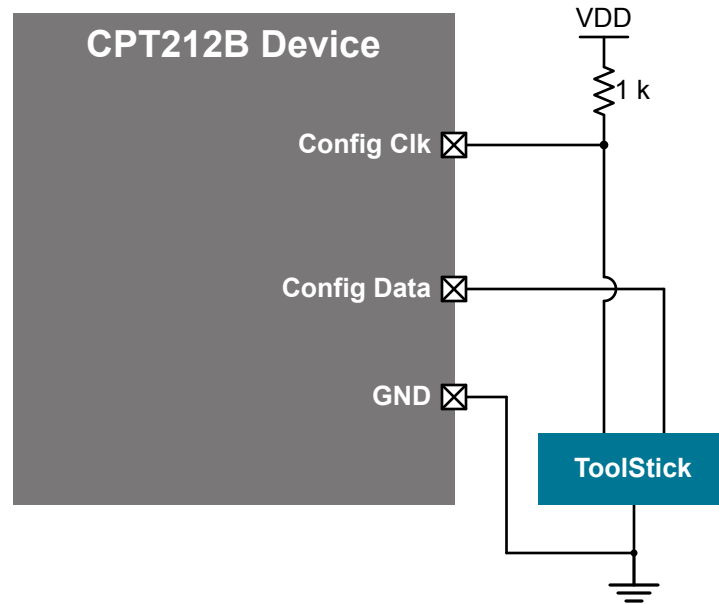 CPT212B Device
VDD
1 k
Config Clk
Config Data
GND
ToolStick